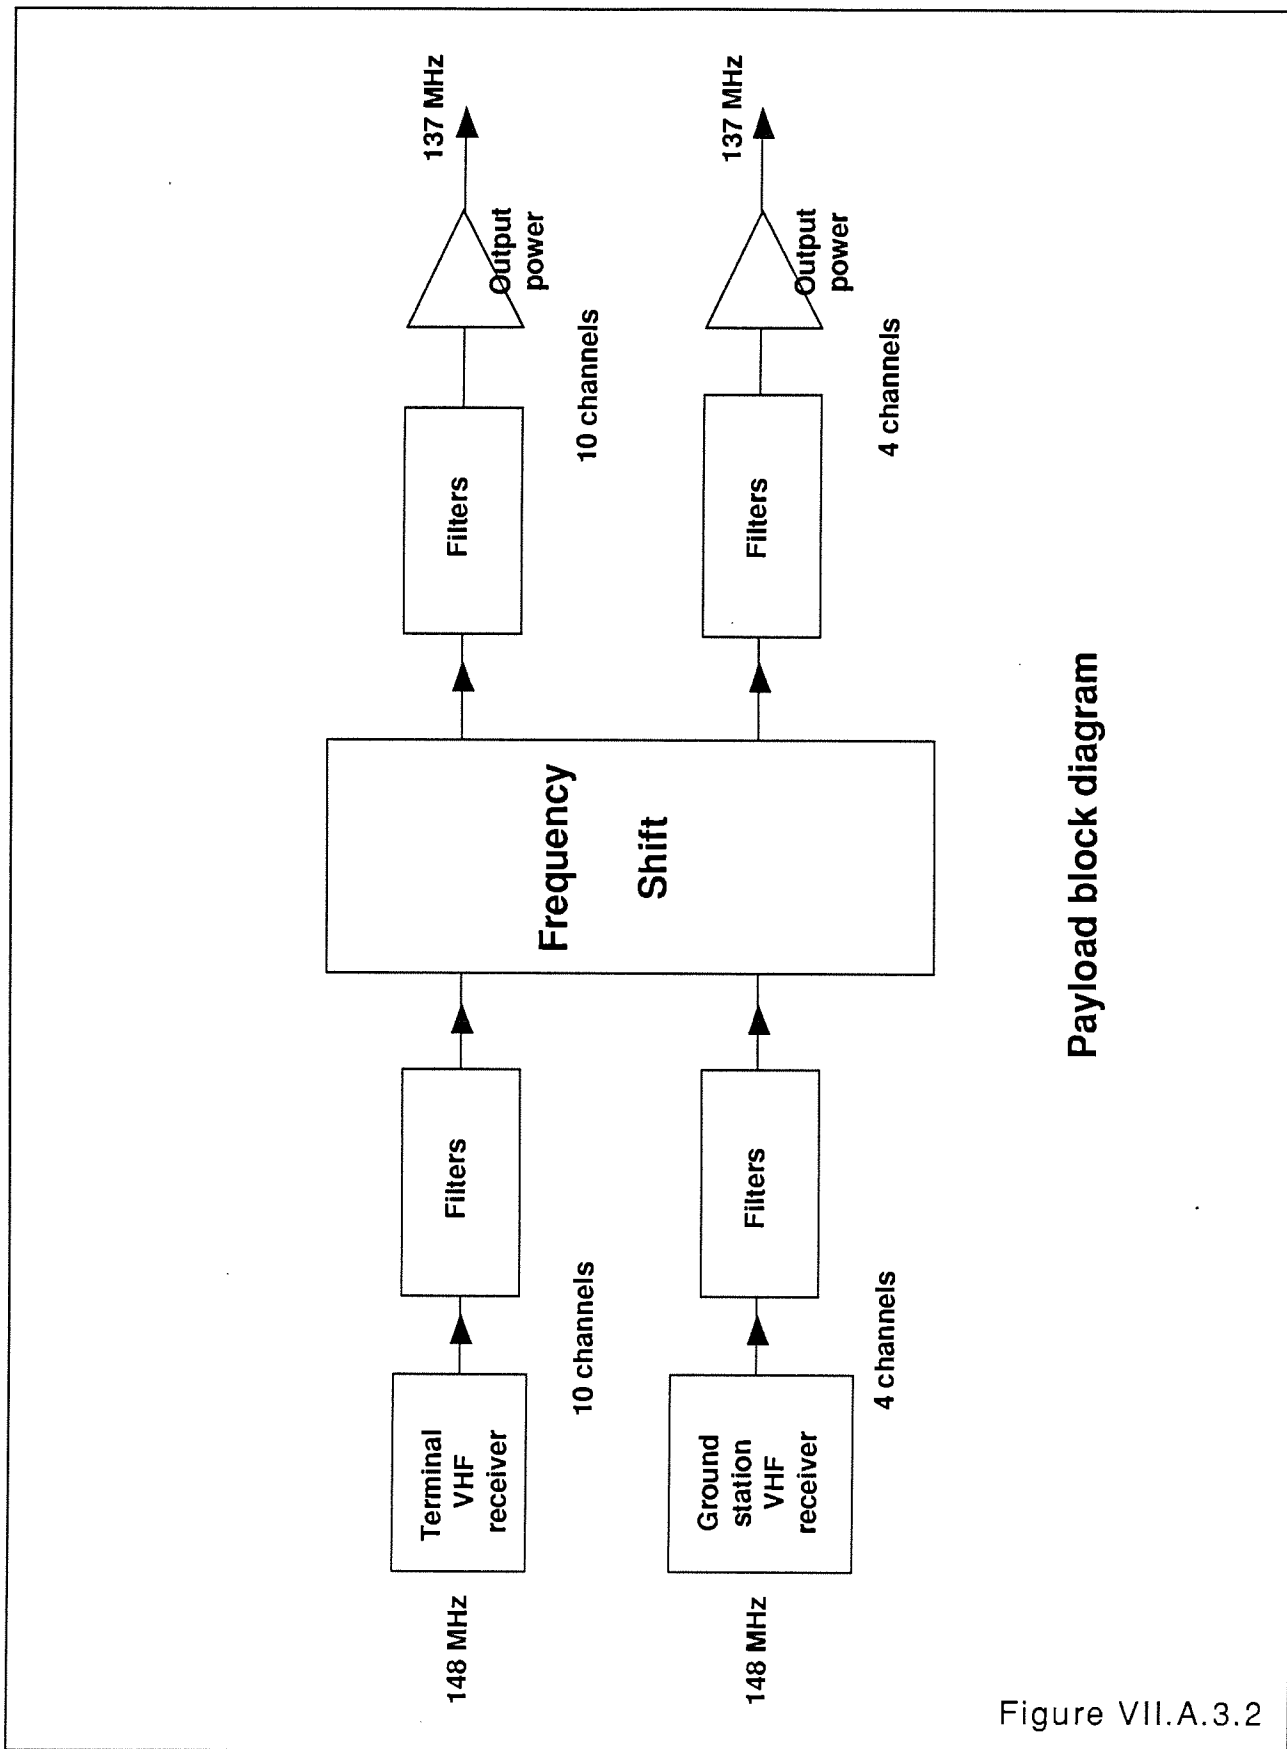 148 MHz
Terminal
VHF
receiver
10 channels
Filters
Frequency
Shift
Filters
10 channels
Output
power
137 MHz
148 MHz
Ground
station
VHF
receiver
4 channels
Filters
Filters
4 channels
Output
power
137 MHz
Payload block diagram
Figure VII.A.3.2